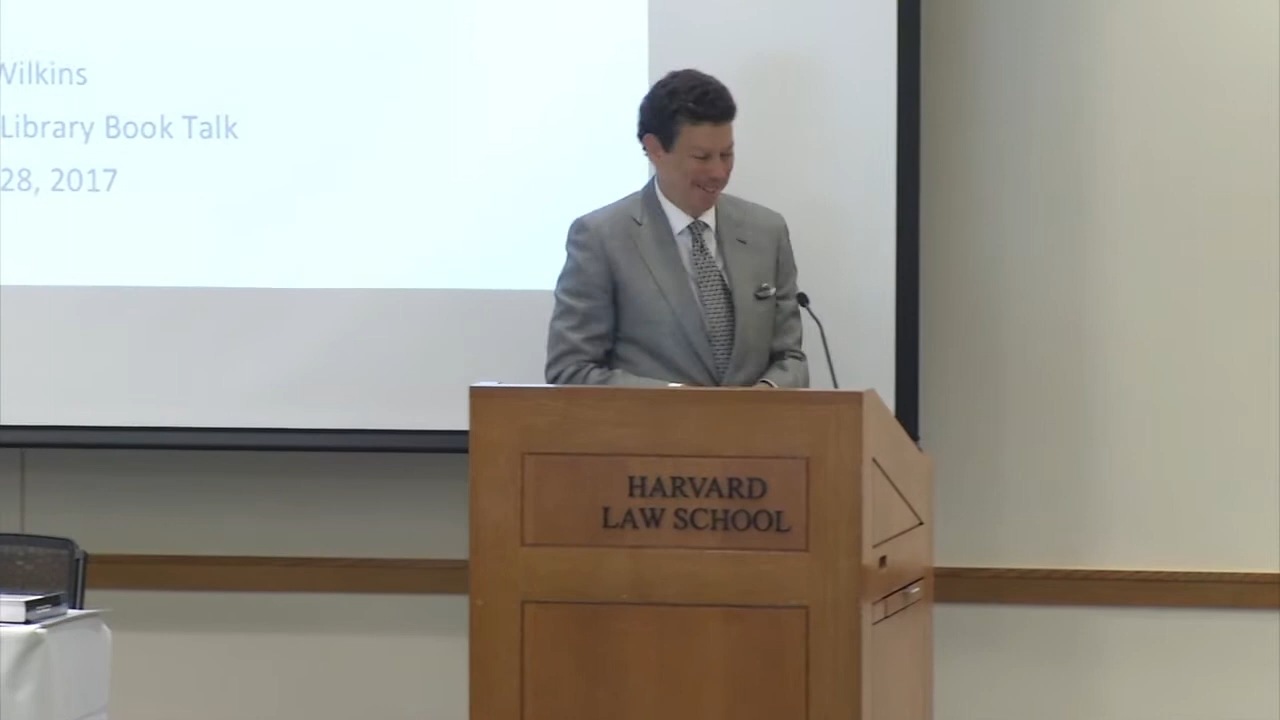 Wilkins
Library Book Talk
28, 2017
HARVARD
LAW SCHOOL